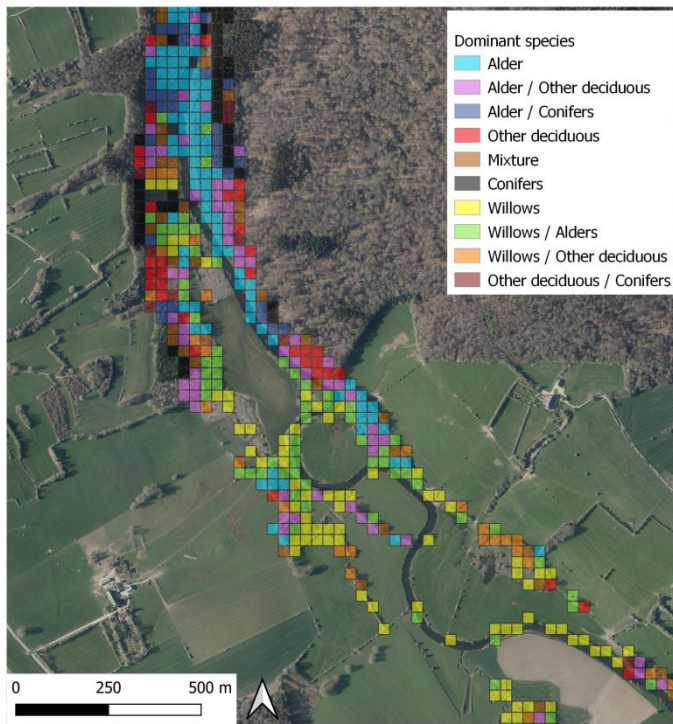 Dominant species
Alder
Alder / Other deciduous
Alder / Conifers
Other deciduous
Mixture
Conifers
Willows
Willows / Alders
Willows / Other deciduous
Other deciduous / Conifers
0 250 500 m